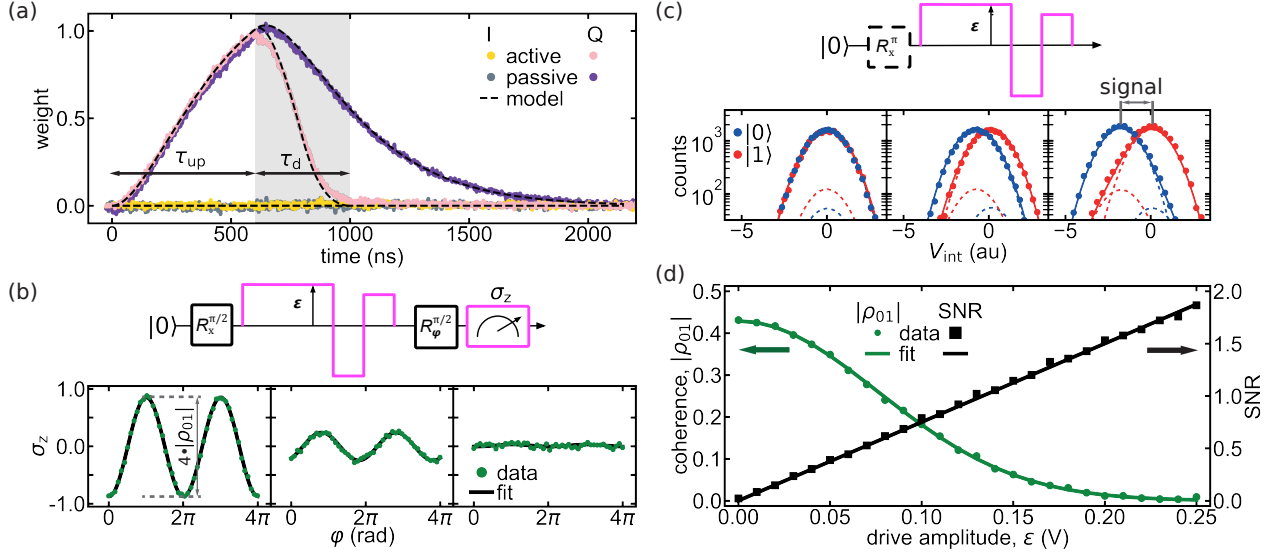 (a)
weight
1.0
0.5
0.0
I Q
active
passive
model
τup
τd
0 500 1000 1500 2000
time (ns)
(b)
|0⟩
Rxπ/2
ε
Rφπ/2
σz
σz
1.0
0.0
-1.0
4•|ρ01|
data
fit
0 2π 4π 0 2π 4π 0 2π 4π
φ (rad)
(c)
|0⟩
Rxπ
ε
signal
counts
10³
10²
|0⟩
|1⟩
−5 0 −5 0 −5 0
Vint (au)
(d)
coherence, |ρ01|
0.5
0.4
0.3
0.2
0.1
0.0
|ρ01| SNR
data
fit
2.0
1.5
1.0
0.5
0.0
SNR
0.00 0.05 0.10 0.15 0.20 0.25
drive amplitude, ε (V)